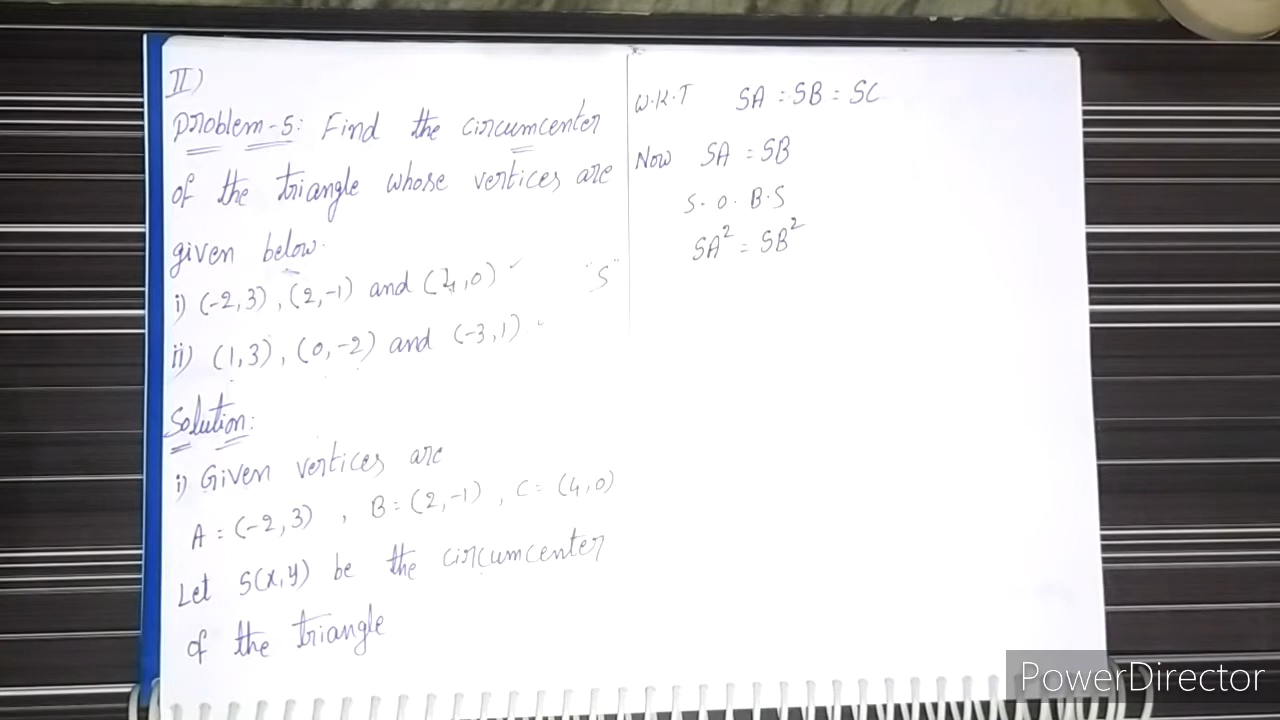 II)
Problem-5: Find the circumcenter
of the triangle whose vertices are
given below.
i) (-2,3), (2,-1) and (4,0)
"S"
ii) (1,3), (0,-2) and (-3,1)
Solution:
i) Given vertices are
A = (-2,3), B = (2,-1), C = (4,0)
Let S(x,y) be the circumcenter
of the triangle
W.K.T SA = SB = SC
Now SA = SB
S.O.B.S
SA² = SB²
PowerDirector